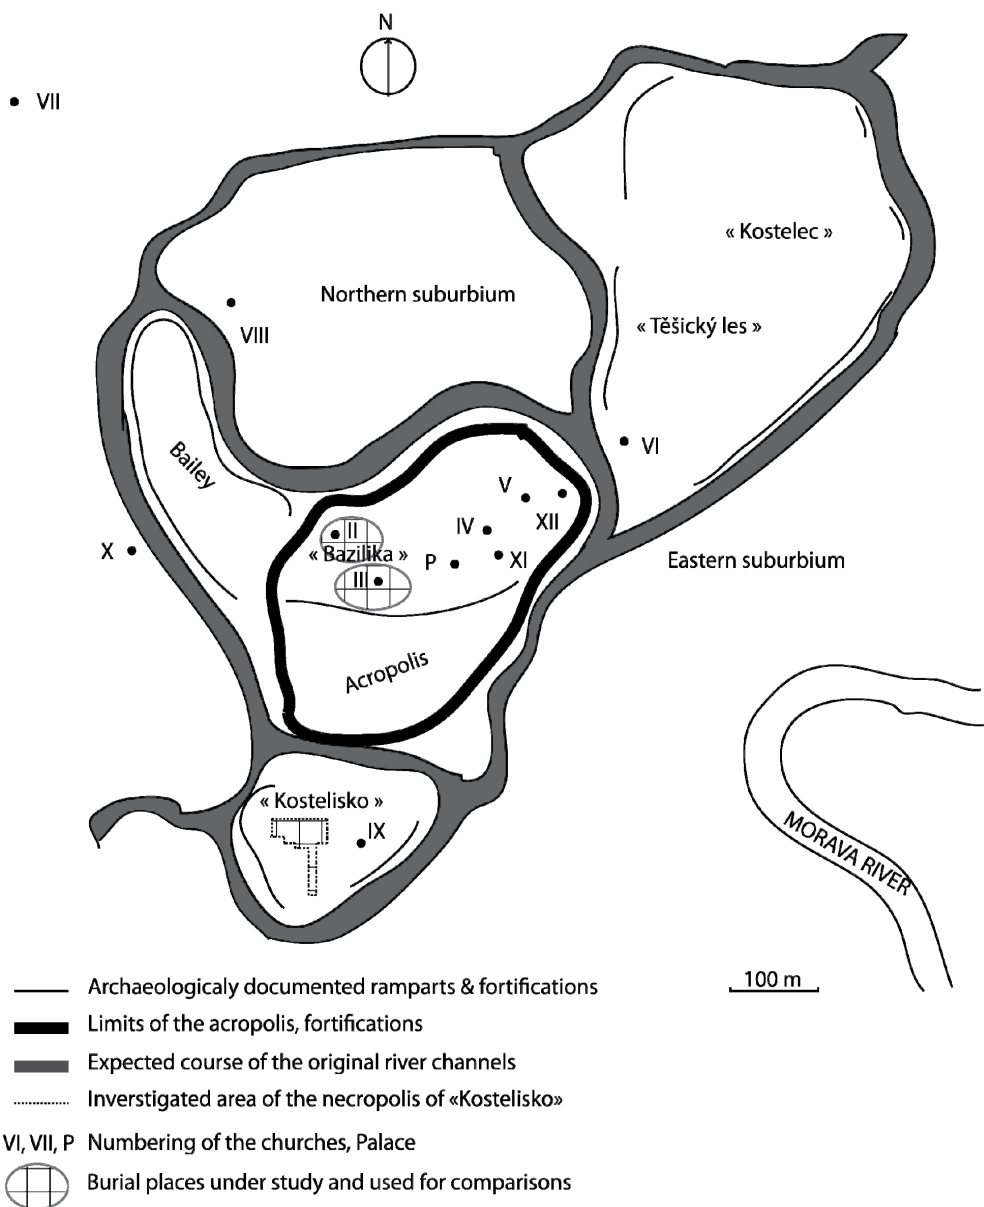 N
VII
« Kostelec »
Northern suburbium
« Těšický les »
VIII
VI
Bailey
V
II
IV
XII
X
« Bazilika »
P
XI
Eastern suburbium
III
Acropolis
« Kostelisko »
IX
MORAVA RIVER
100 m
Archaeologicaly documented ramparts & fortifications
Limits of the acropolis, fortifications
Expected course of the original river channels
Inverstigated area of the necropolis of «Kostelisko»
VI, VII, P Numbering of the churches, Palace
Burial places under study and used for comparisons